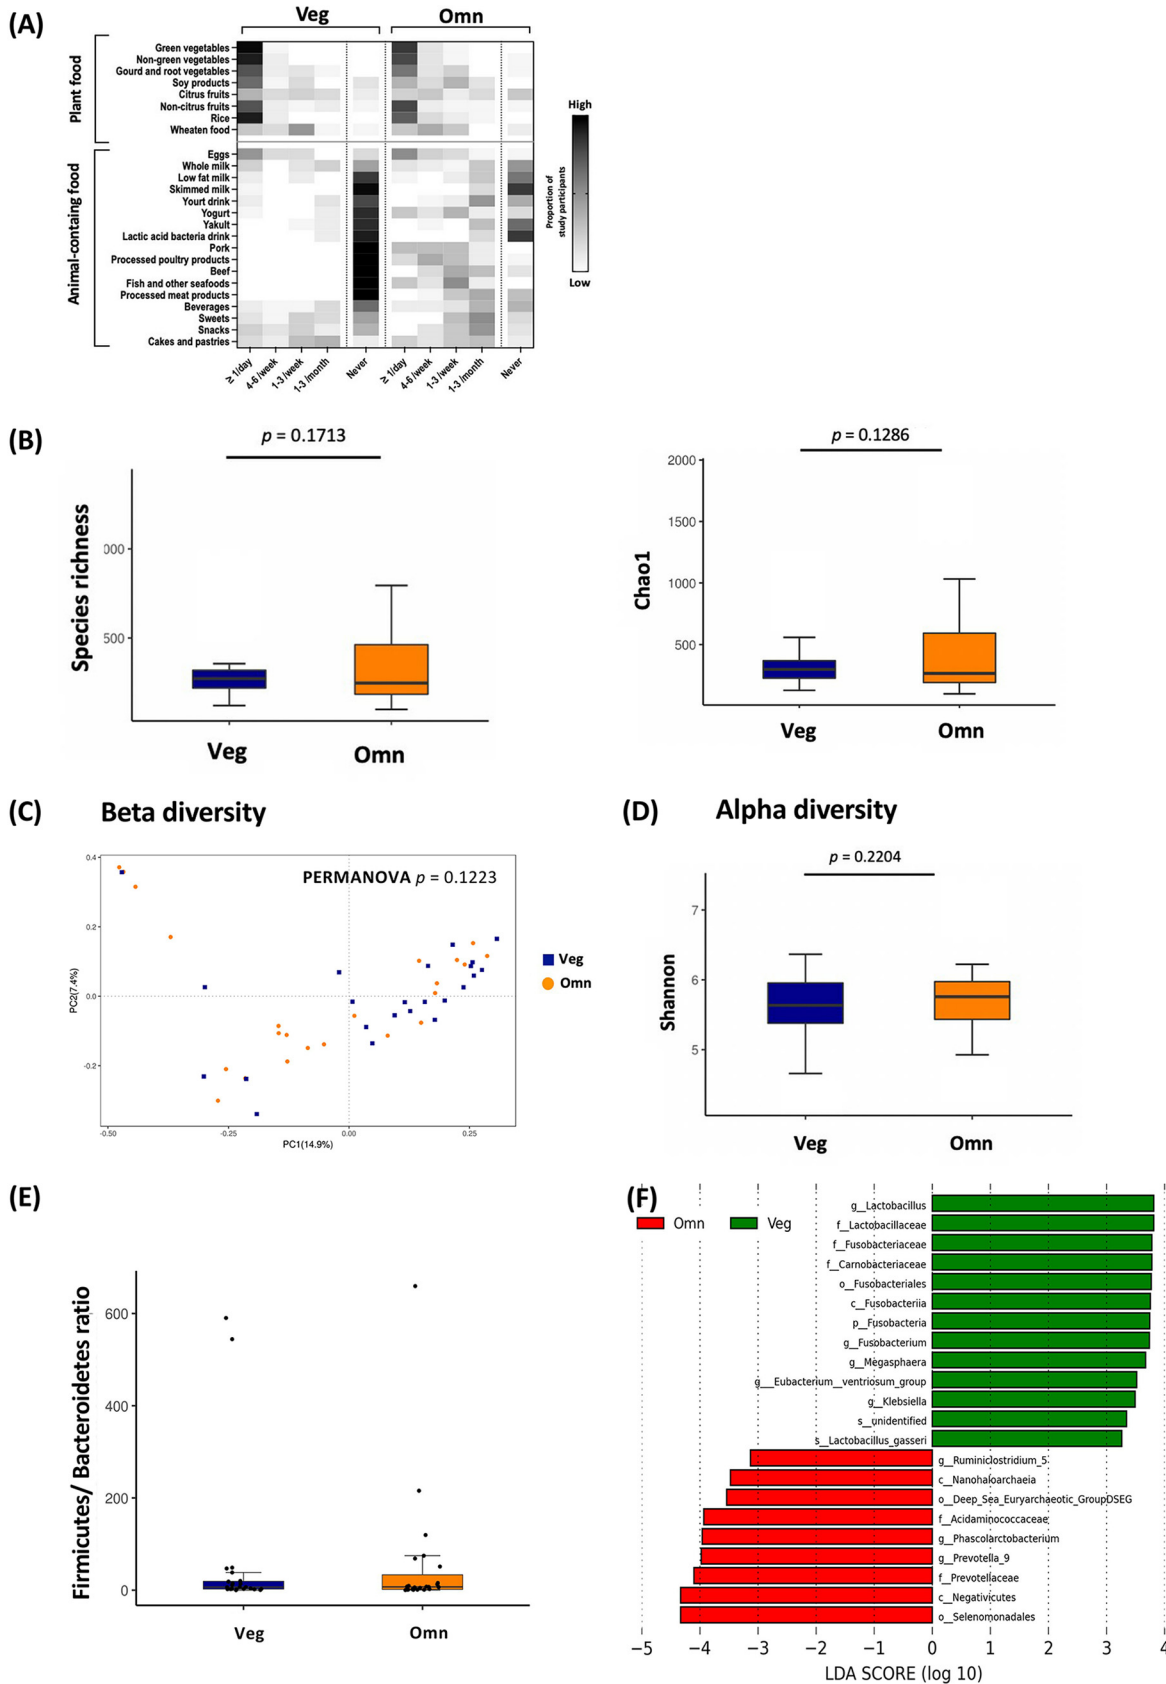 (A)
Veg
Omn
Plant food
Green vegetables
Non-green vegetables
Gourd and root vegetables
Soy products
Citrus fruits
Non-citrus fruits
Rice
Wheaten food
Animal-containg food
Eggs
Whole milk
Low fat milk
Skimmed milk
Yourt drink
Yogurt
Yakult
Lactic acid bacteria drink
Pork
Processed poultry products
Beef
Fish and other seafoods
Processed meat products
Beverages
Sweets
Snacks
Cakes and pastries
≥ 1/day
4-6 /week
1-3 /week
1-3 /month
Never
≥ 1/day
4-6 /week
1-3 /week
1-3 /month
Never
High
Proportion of
study participants
Low
(B)
p = 0.1713
Species richness
000
500
Veg
Omn
p = 0.1286
Chao1
2000
1500
1000
500
Veg
Omn
(C)
Beta diversity
PERMANOVA p = 0.1223
PC2(7.4%)
0.4
0.2
0.0
-0.2
-0.50
-0.25
0.00
0.25
PC1(14.9%)
Veg
Omn
(D)
Alpha diversity
p = 0.2204
Shannon
7
6
5
Veg
Omn
(E)
Firmicutes/ Bacteroidetes ratio
600
400
200
0
Veg
Omn
(F)
Omn
Veg
g__Lactobacillus
f__Lactobacillaceae
f__Fusobacteriaceae
f__Carnobacteriaceae
o__Fusobacteriales
c__Fusobacteriia
p__Fusobacteria
g__Fusobacterium
g__Megasphaera
g___Eubacterium__ventriosum_group
g__Klebsiella
s__unidentified
s__Lactobacillus_gasseri
g__Ruminiclostridium_5
c__Nanohaloarchaeia
o__Deep_Sea_Euryarchaeotic_GroupDSEG
f__Acidaminococcaceae
g__Phascolarctobacterium
g__Prevotella_9
f__Prevotellaceae
c__Negativicutes
o__Selenomonadales
−5
−4
−3
−2
−1
0
1
2
3
4
LDA SCORE (log 10)